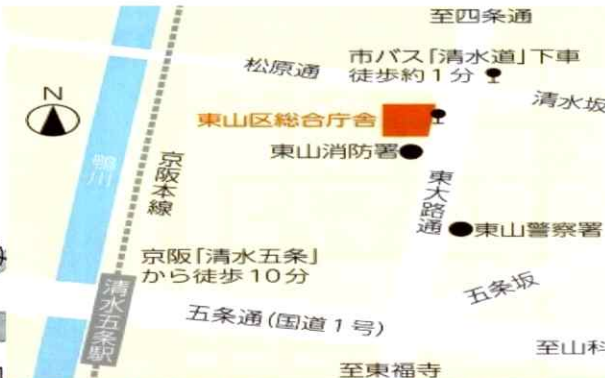 至四条通
市バス「清水道」下車
徒歩約1分
松原通
清水坂
N
東山区総合庁舎
東山消防署
鴨川
京阪本線
東大路通
東山警察署
京阪「清水五条」
から徒歩10分
清水五条駅
五条坂
五条通(国道1号)
至山科
至東福寺